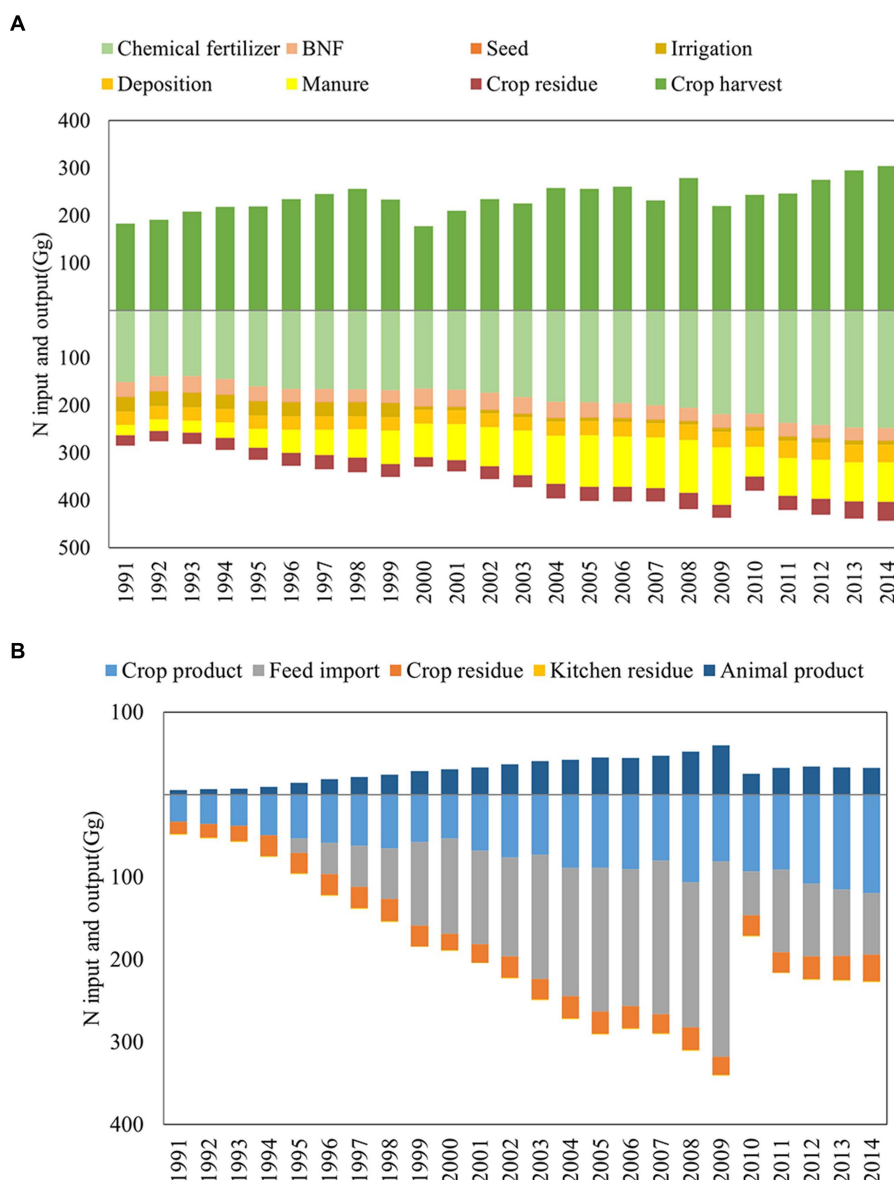 A
Chemical fertilizer BNF Seed Irrigation
Deposition Manure Crop residue Crop harvest
400
300
200
100
100
200
300
400
500
N input and output(Gg)
1991 1992 1993 1994 1995 1996 1997 1998 1999 2000 2001 2002 2003 2004 2005 2006 2007 2008 2009 2010 2011 2012 2013 2014
B
Crop product Feed import Crop residue Kitchen residue Animal product
100
100
200
300
400
N input and output(Gg)
1991 1992 1993 1994 1995 1996 1997 1998 1999 2000 2001 2002 2003 2004 2005 2006 2007 2008 2009 2010 2011 2012 2013 2014